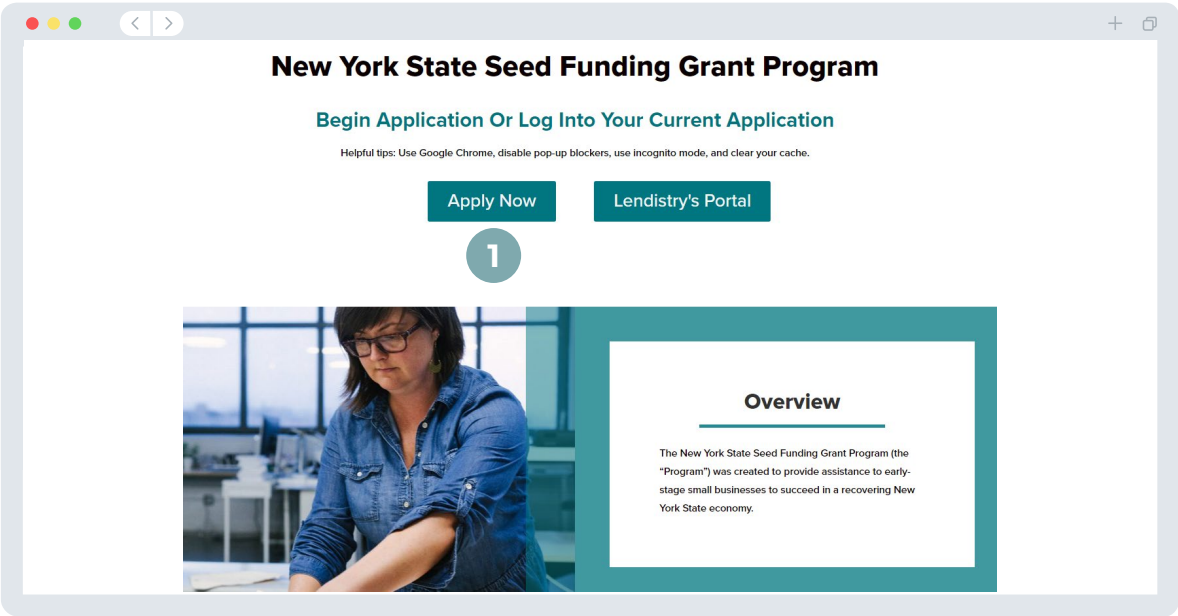 New York State Seed Funding Grant Program
Begin Application Or Log Into Your Current Application
Helpful tips: Use Google Chrome, disable pop-up blockers, use incognito mode, and clear your cache.
Apply Now
Lendistry's Portal
1
Overview
The New York State Seed Funding Grant Program (the
“Program”) was created to provide assistance to early-
stage small businesses to succeed in a recovering New
York State economy.